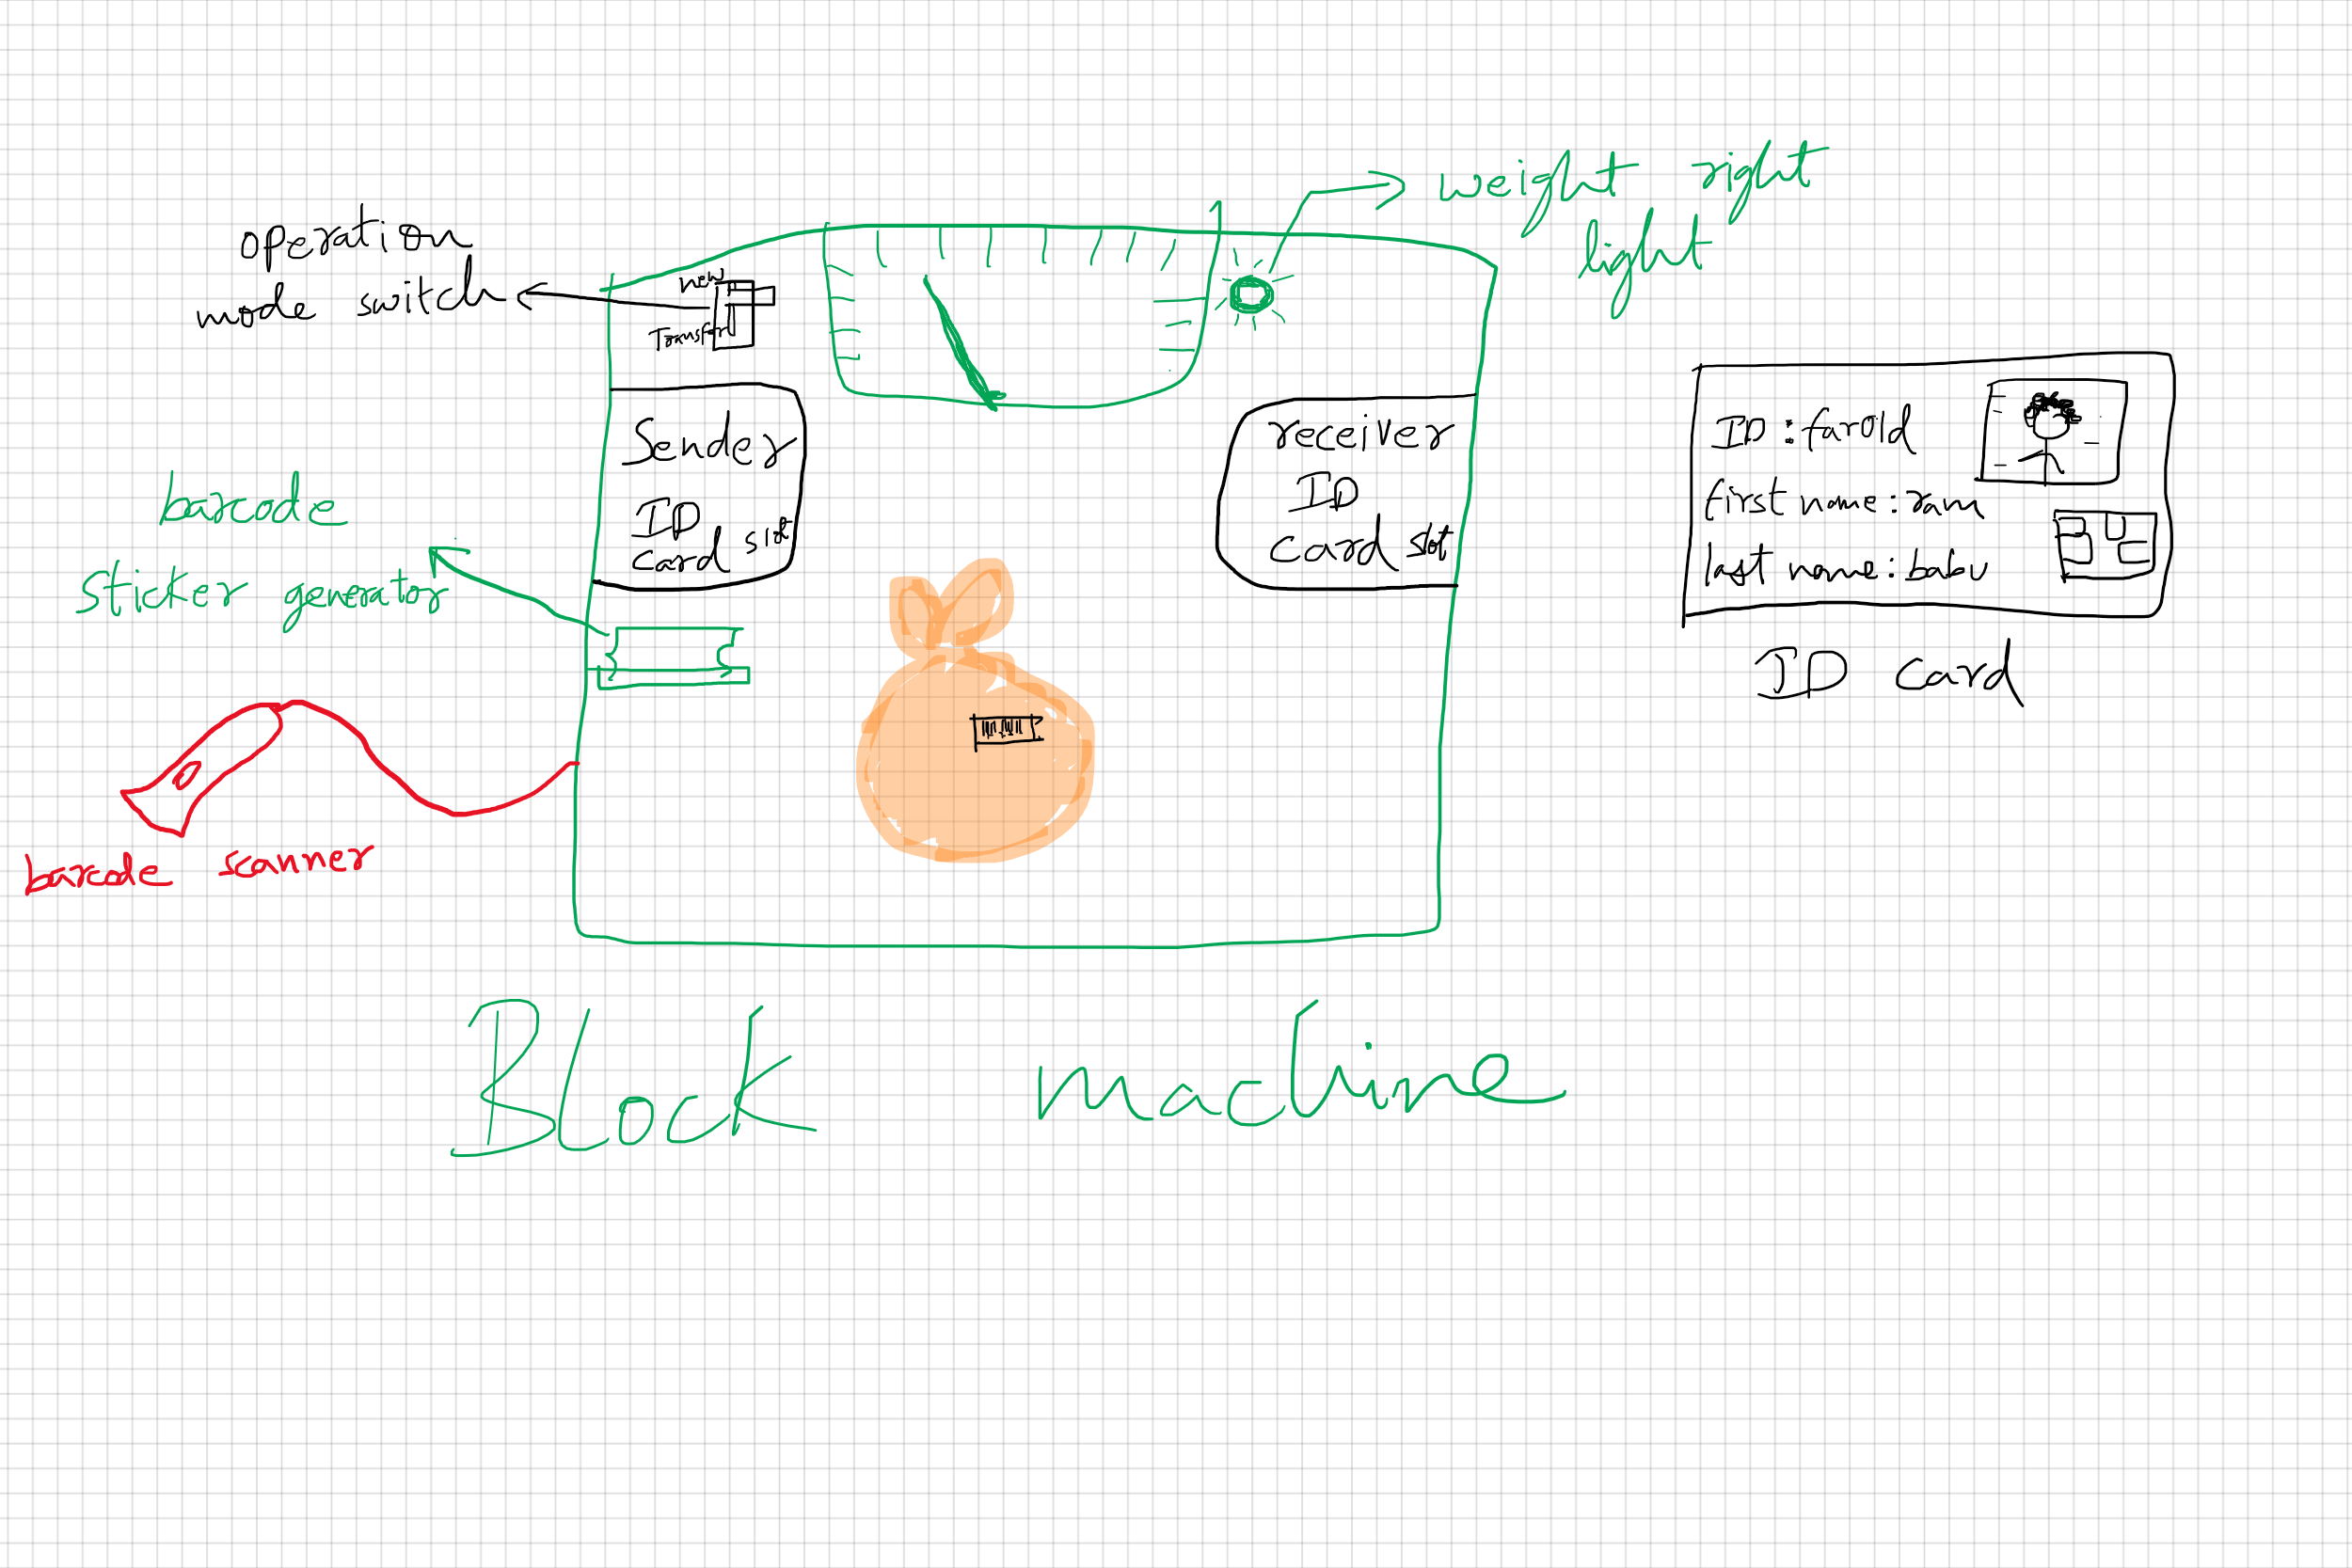 weight right
light
operation
mode switch
new
Transfer
Sender
ID
card slot
receiver
ID
card slot
ID:farold
first name:ram
last name:babu
ID card
barcode
Sticker generator
barcode scanner
Block machine